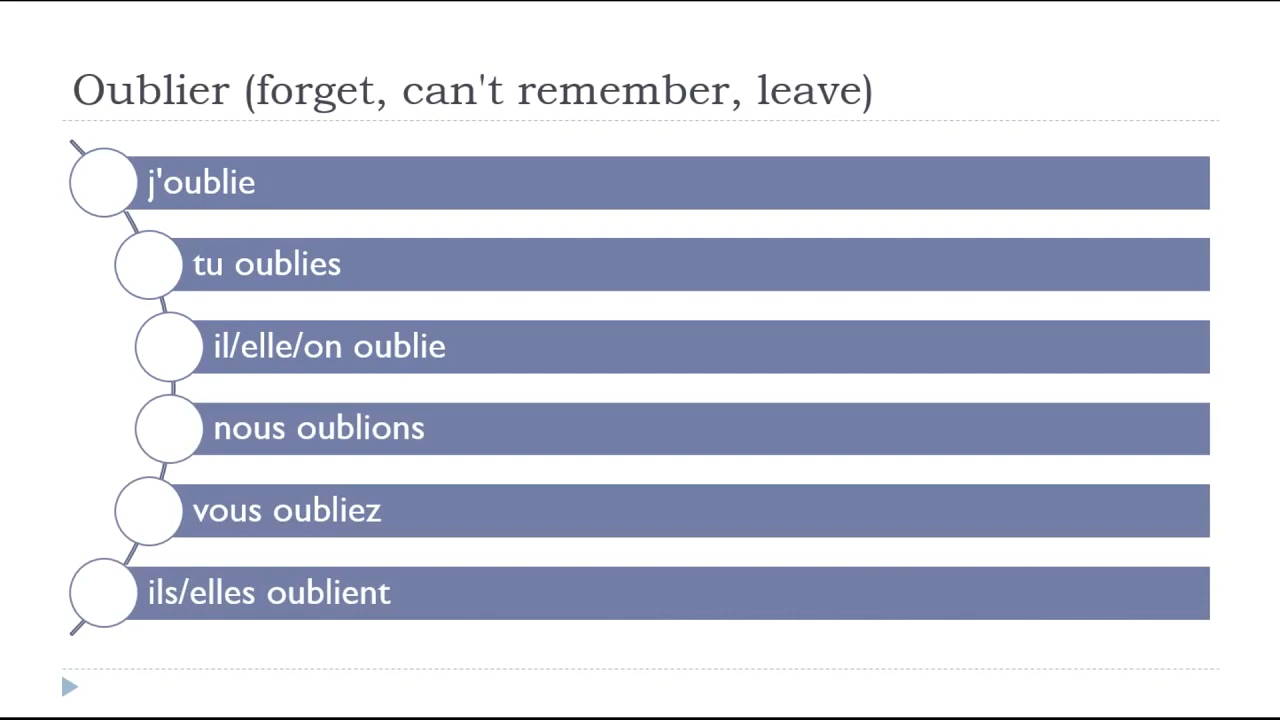 Oublier (forget, can't remember, leave)
j'oublie
tu oublies
il/elle/on oublie
nous oublions
vous oubliez
ils/elles oublient